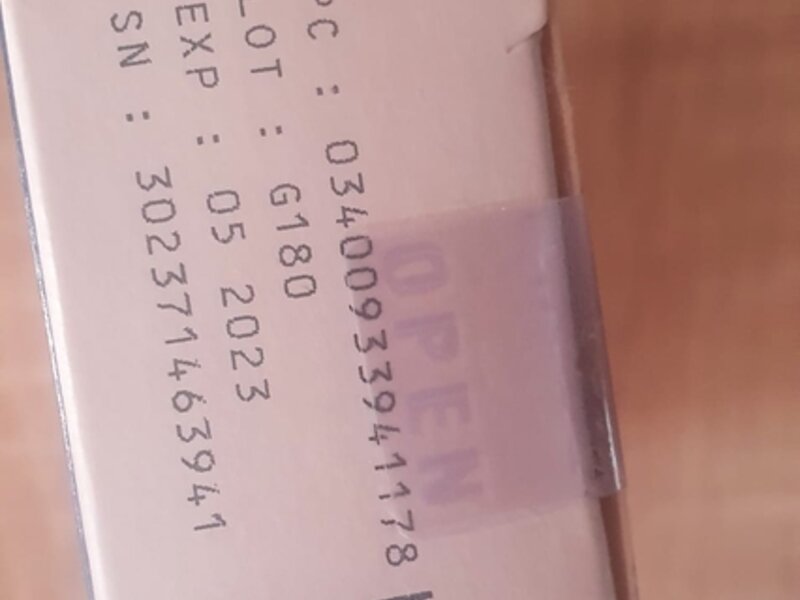 PC : 03400933941178
LOT : G180
EXP : 05 2023
SN : 302371463941
OPEN